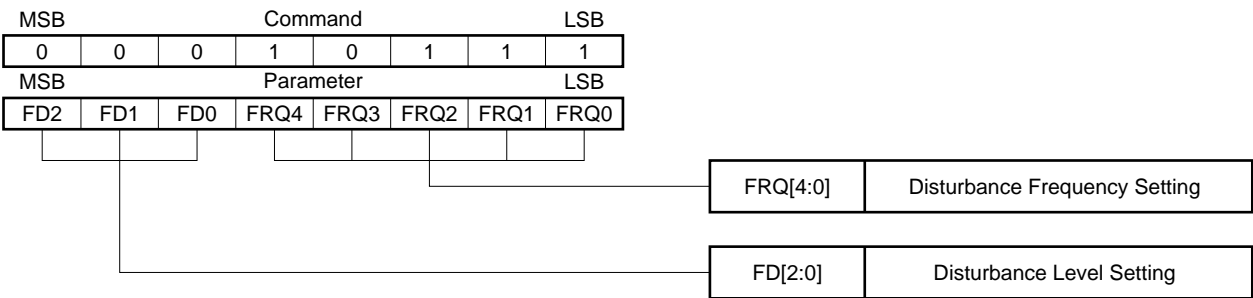 MSB Command LSB
0 0 0 1 0 1 1 1
MSB Parameter LSB
FD2 FD1 FD0 FRQ4 FRQ3 FRQ2 FRQ1 FRQ0
FRQ[4:0] Disturbance Frequency Setting
FD[2:0] Disturbance Level Setting